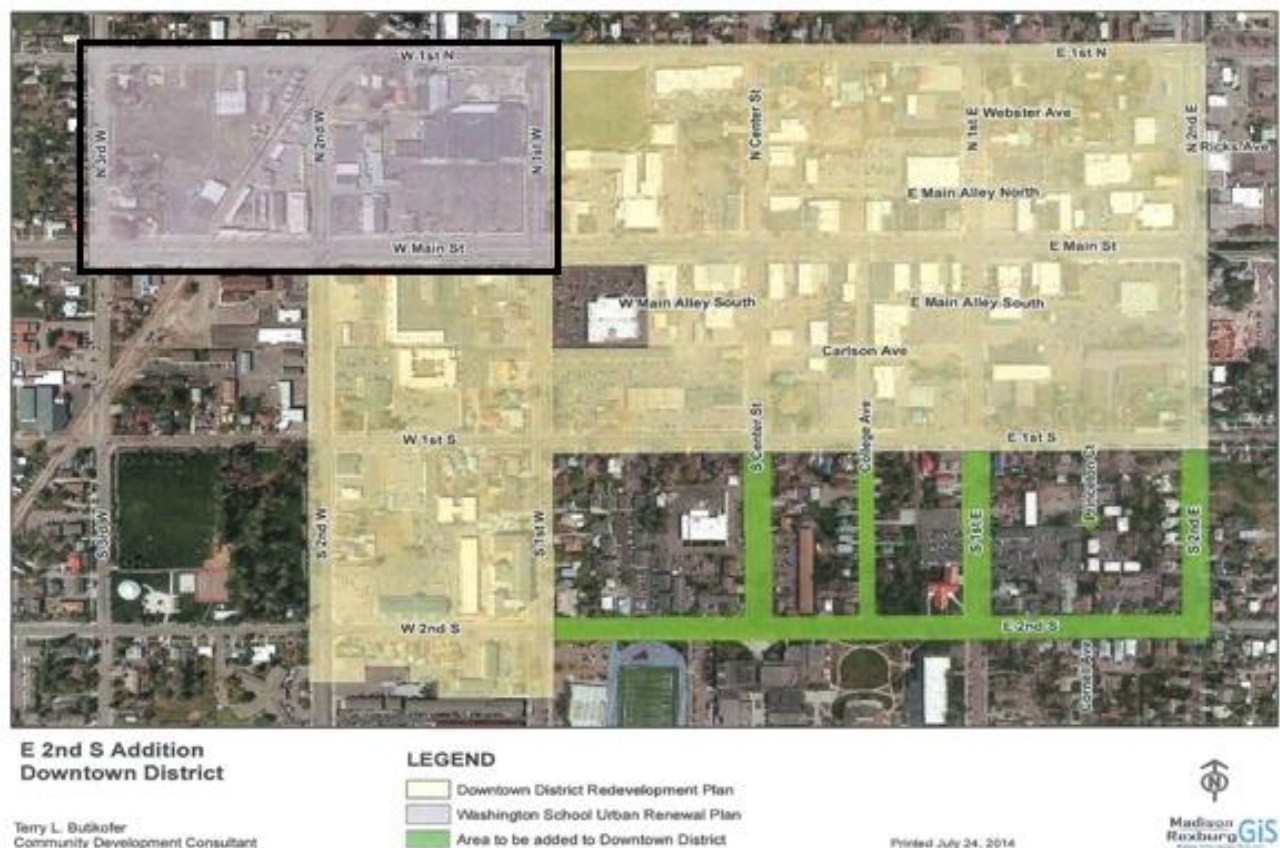 W 1st N
E 1st N
N 3rd W
N 2nd W
N 1st W
N Center St
N 1st E
Webster Ave
N 2nd E
Ricks Ave
E Main Alley North
W Main St
E Main St
W Main Alley South
E Main Alley South
Carlson Ave
W 1st S
S Center St
College Ave
E 1st S
Princeton Ct
S 3rd W
S 2nd W
S 1st W
S 1st E
S 2nd E
W 2nd S
E 2nd S
Cornell Ave
E 2nd S Addition
Downtown District
Terry L. Butikofer
Community Development Consultant
LEGEND
Downtown District Redevelopment Plan
Washington School Urban Renewal Plan
Area to be added to Downtown District
Printed July 24, 2014
N
Madison
Rexburg GiS